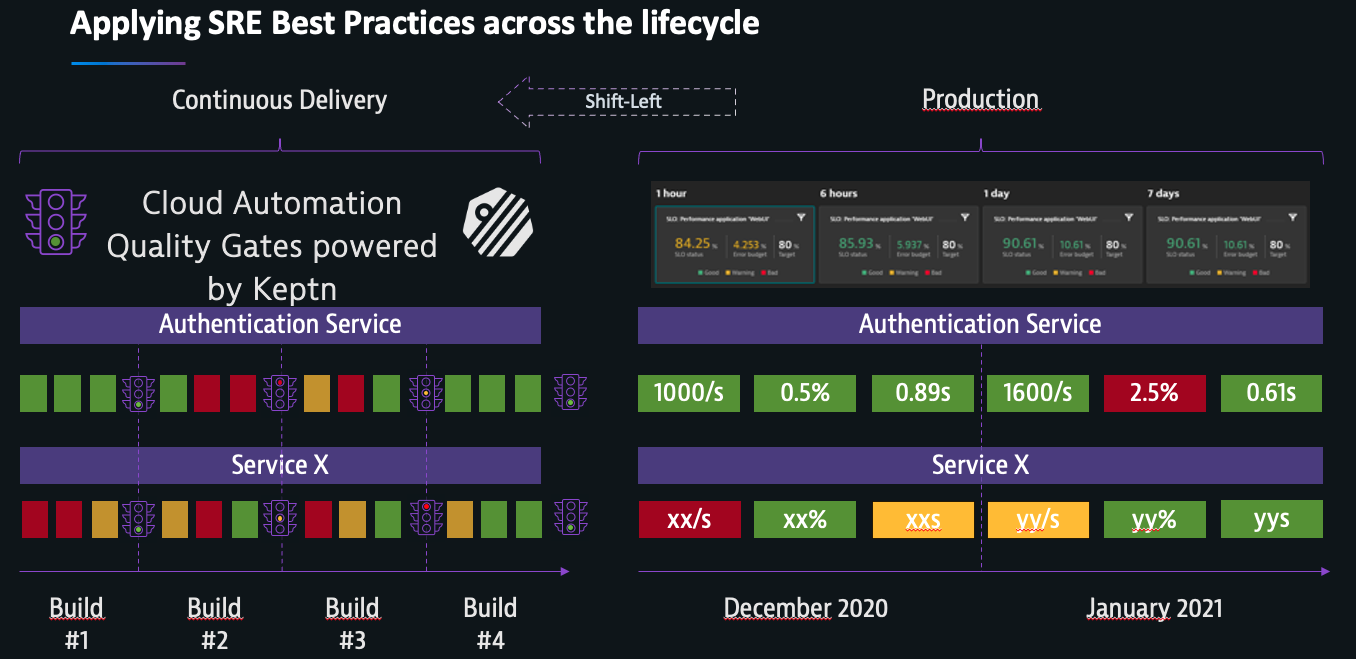 Applying SRE Best Practices across the lifecycle
Continuous Delivery
Shift-Left
Production
Cloud Automation
Quality Gates powered
by Keptn
1 hour
6 hours
1 day
7 days
SLO: Performance application "WebUI"
SLO: Performance application "WebUI"
SLO: Performance application "WebUI"
SLO: Performance application "WebUI"
84.25 % 4.253 % 80 %
SLO status Error budget Target
Good Warning Bad
85.93 % 5.937 % 80 %
SLO status Error budget Target
Good Warning Bad
90.61 % 10.61 % 80 %
SLO status Error budget Target
Good Warning Bad
90.61 % 10.61 % 80 %
SLO status Error budget Target
Good Warning Bad
Authentication Service
Authentication Service
1000/s 0.5% 0.89s 1600/s 2.5% 0.61s
Service X
Service X
xx/s xx% xxs yy/s yy% yys
Build
#1
Build
#2
Build
#3
Build
#4
December 2020
January 2021